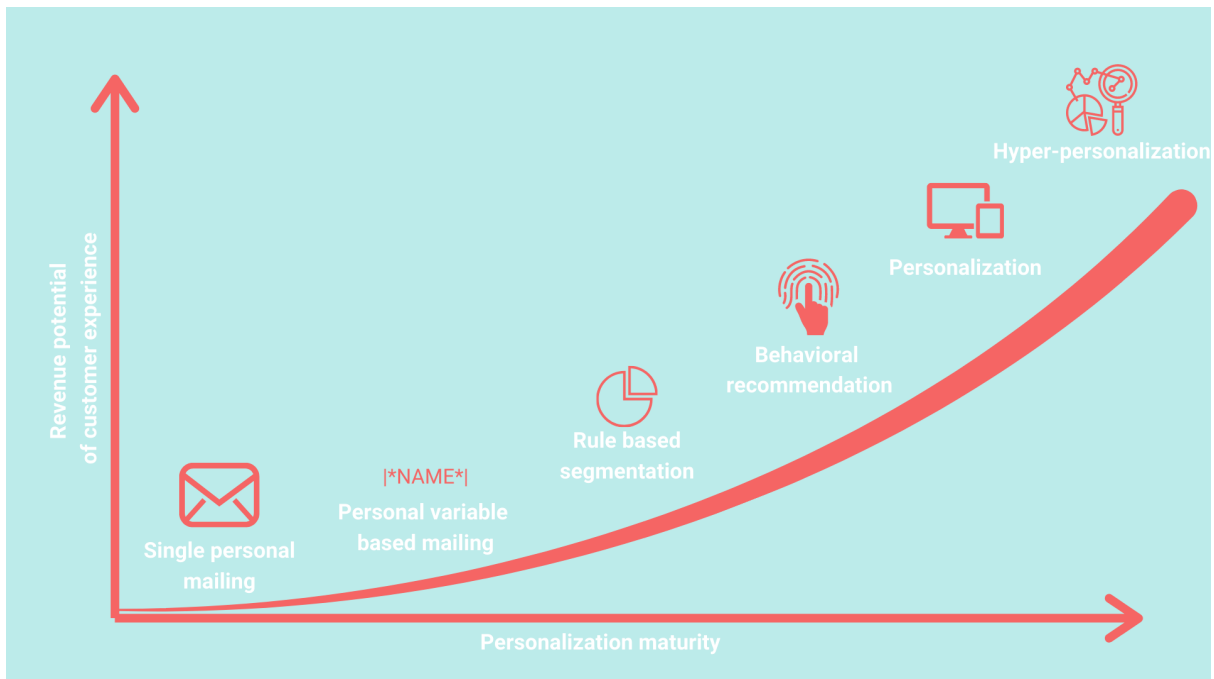 Hyper-personalization
Personalization
Behavioral
recommendation
Rule based
segmentation
|*NAME*|
Personal variable
based mailing
Single personal
mailing
Revenue potential
of customer experience
Personalization maturity